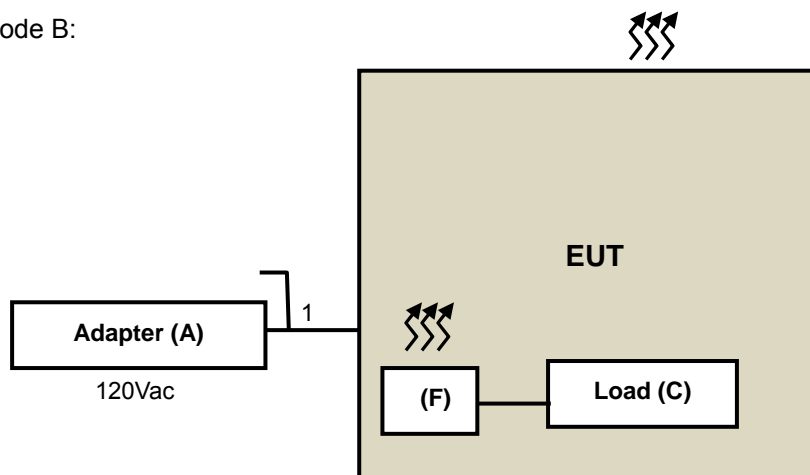 ode B:
EUT
1
Adapter (A)
120Vac
(F)
Load (C)